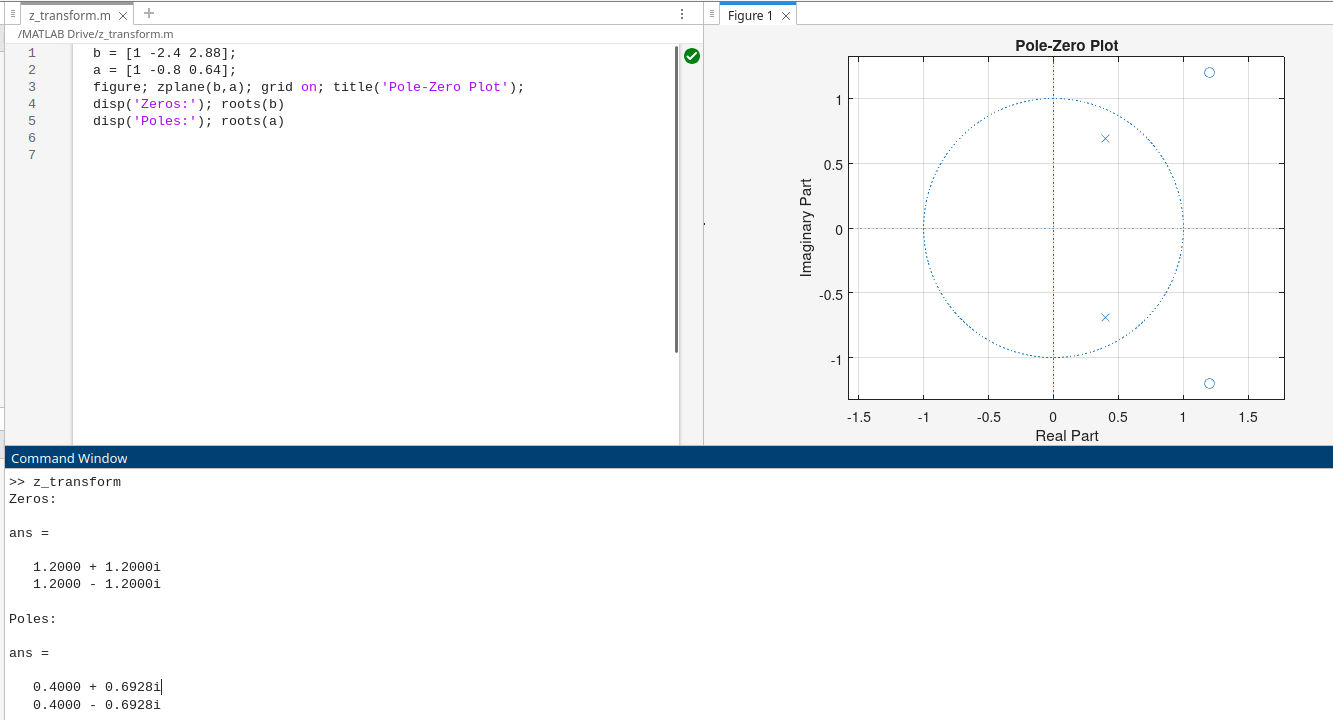 z_transform.m
/MATLAB Drive/z_transform.m
1 b = [1 -2.4 2.88];
2 a = [1 -0.8 0.64];
3 figure; zplane(b,a); grid on; title('Pole-Zero Plot');
4 disp('Zeros:'); roots(b)
5 disp('Poles:'); roots(a)
6
7
Figure 1
Pole-Zero Plot
Imaginary Part
1
0.5
0
-0.5
-1
-1.5 -1 -0.5 0 0.5 1 1.5
Real Part
Command Window
>> z_transform
Zeros:
ans =
1.2000 + 1.2000i
1.2000 - 1.2000i
Poles:
ans =
0.4000 + 0.6928i
0.4000 - 0.6928i